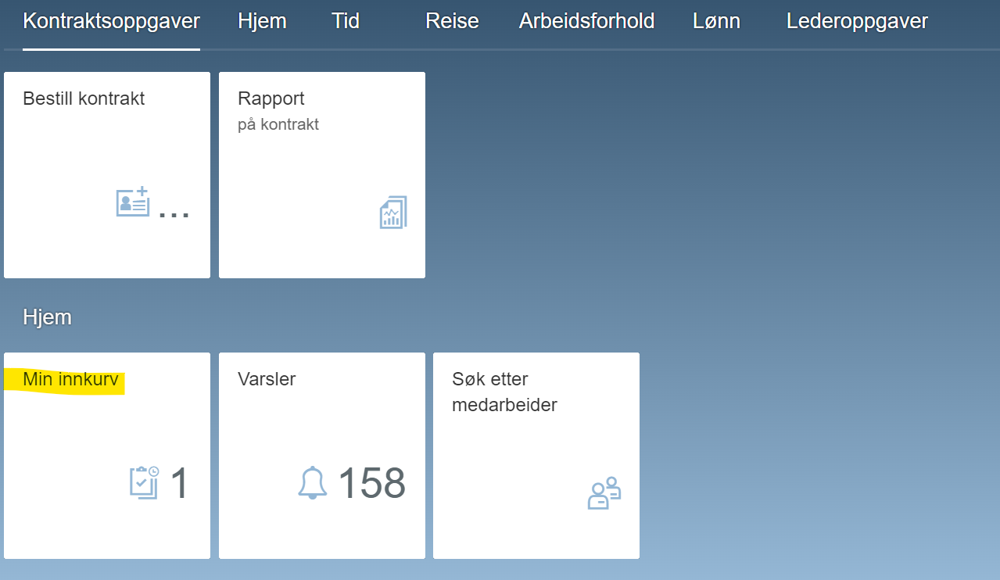 Kontraktsoppgaver Hjem Tid Reise Arbeidsforhold Lønn Lederoppgaver
Bestill kontrakt
...
Rapport
på kontrakt
Hjem
Min innkurv
1
Varsler
158
Søk etter
medarbeider